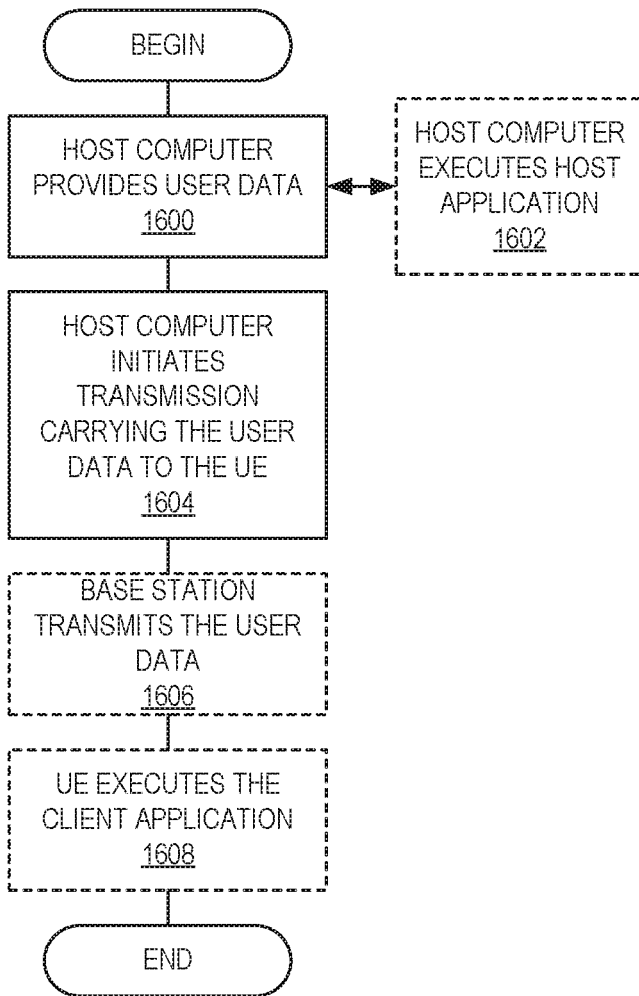 BEGIN
HOST COMPUTER
PROVIDES USER DATA
1600
HOST COMPUTER
EXECUTES HOST
APPLICATION
1602
HOST COMPUTER
INITIATES
TRANSMISSION
CARRYING THE USER
DATA TO THE UE
1604
BASE STATION
TRANSMITS THE USER
DATA
1606
UE EXECUTES THE
CLIENT APPLICATION
1608
END